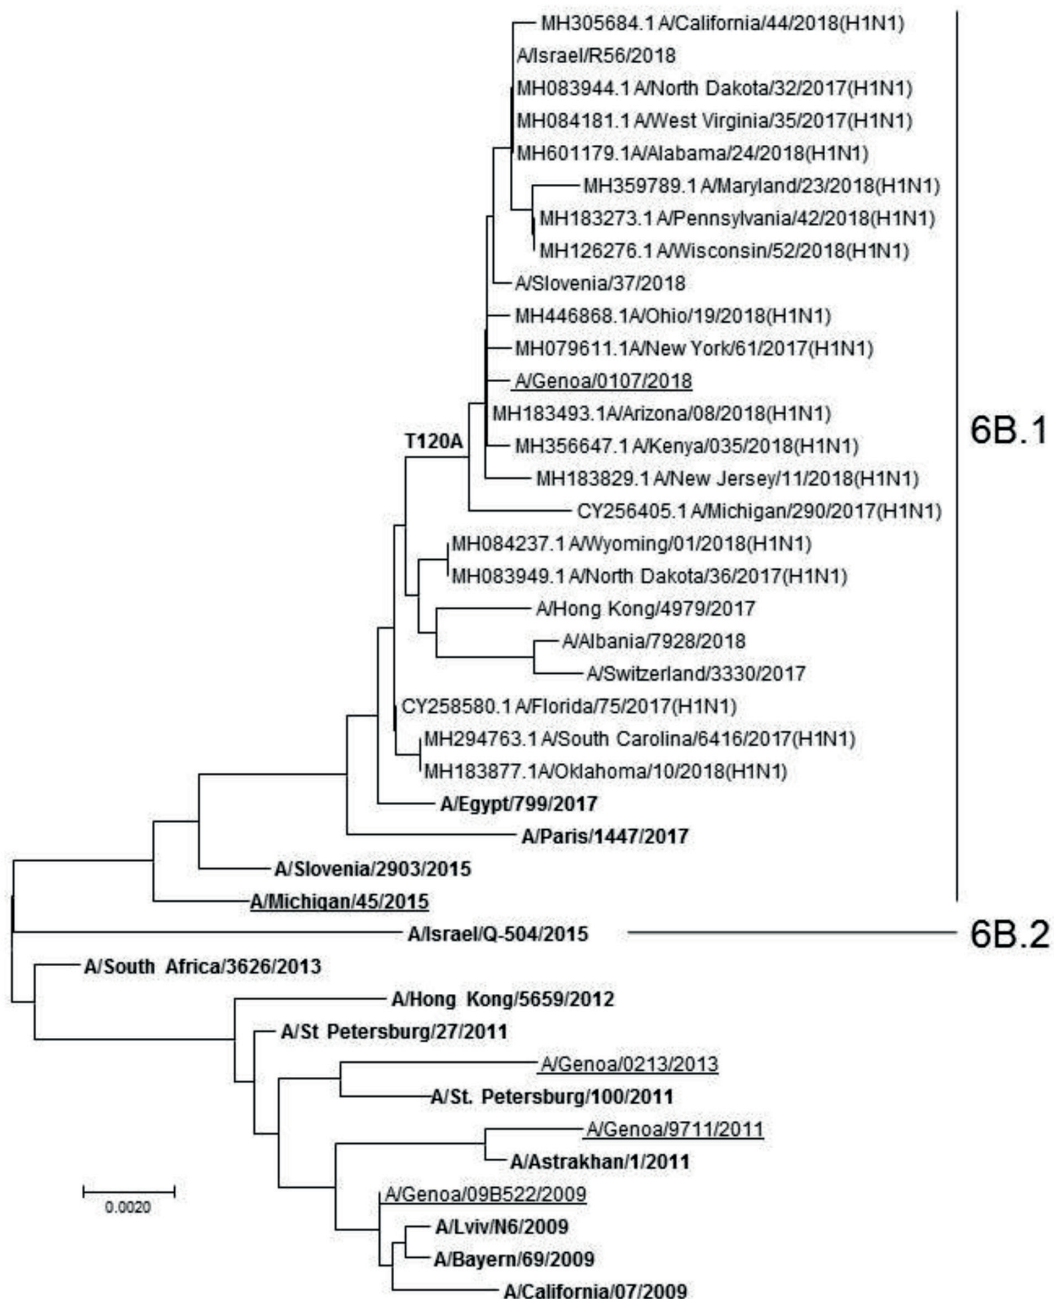 MH305684.1 A/California/44/2018(H1N1)
A/Israel/R56/2018
MH083944.1 A/North Dakota/32/2017(H1N1)
MH084181.1 A/West Virginia/35/2017(H1N1)
MH601179.1A/Alabama/24/2018(H1N1)
MH359789.1 A/Maryland/23/2018(H1N1)
MH183273.1 A/Pennsylvania/42/2018(H1N1)
MH126276.1 A/Wisconsin/52/2018(H1N1)
A/Slovenia/37/2018
MH446868.1A/Ohio/19/2018(H1N1)
MH079611.1A/New York/61/2017(H1N1)
A/Genoa/0107/2018
MH183493.1A/Arizona/08/2018(H1N1)
6B.1
T120A
MH356647.1 A/Kenya/035/2018(H1N1)
MH183829.1 A/New Jersey/11/2018(H1N1)
CY256405.1 A/Michigan/290/2017(H1N1)
MH084237.1 A/Wyoming/01/2018(H1N1)
MH083949.1 A/North Dakota/36/2017(H1N1)
A/Hong Kong/4979/2017
A/Albania/7928/2018
A/Switzerland/3330/2017
CY258580.1 A/Florida/75/2017(H1N1)
MH294763.1 A/South Carolina/6416/2017(H1N1)
MH183877.1A/Oklahoma/10/2018(H1N1)
A/Egypt/799/2017
A/Paris/1447/2017
A/Slovenia/2903/2015
A/Michigan/45/2015
A/Israel/Q-504/2015
6B.2
A/South Africa/3626/2013
A/Hong Kong/5659/2012
A/St Petersburg/27/2011
A/Genoa/0213/2013
A/St. Petersburg/100/2011
A/Genoa/9711/2011
A/Astrakhan/1/2011
A/Genoa/09B522/2009
0.0020
A/Lviv/N6/2009
A/Bayern/69/2009
A/California/07/2009